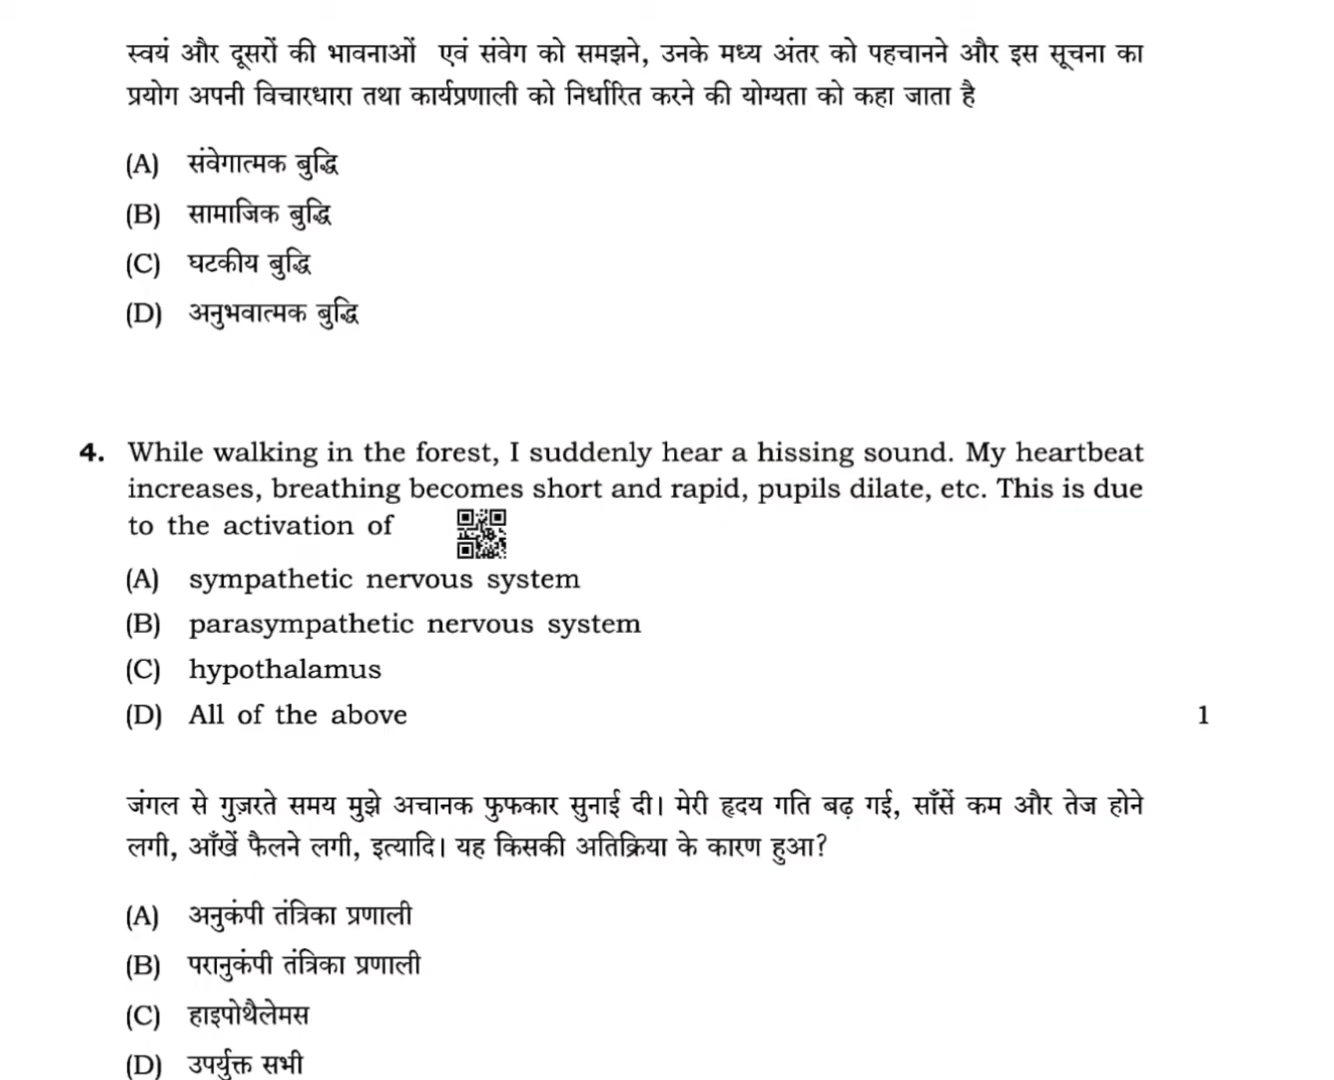 स्वयं और दूसरों की भावनाओं एवं संवेग को समझने, उनके मध्य अंतर को पहचानने और इस सूचना का
प्रयोग अपनी विचारधारा तथा कार्यप्रणाली को निर्धारित करने की योग्यता को कहा जाता है
(A) संवेगात्मक बुद्धि
(B) सामाजिक बुद्धि
(C) घटकीय बुद्धि
(D) अनुभवात्मक बुद्धि
4. While walking in the forest, I suddenly hear a hissing sound. My heartbeat
increases, breathing becomes short and rapid, pupils dilate, etc. This is due
to the activation of
(A) sympathetic nervous system
(B) parasympathetic nervous system
(C) hypothalamus
(D) All of the above 1
जंगल से गुज़रते समय मुझे अचानक फुफकार सुनाई दी। मेरी हृदय गति बढ़ गई, साँसें कम और तेज होने
लगी, आँखें फैलने लगी, इत्यादि। यह किसकी अतिक्रिया के कारण हुआ?
(A) अनुकंपी तंत्रिका प्रणाली
(B) परानुकंपी तंत्रिका प्रणाली
(C) हाइपोथैलेमस
(D) उपर्युक्त सभी